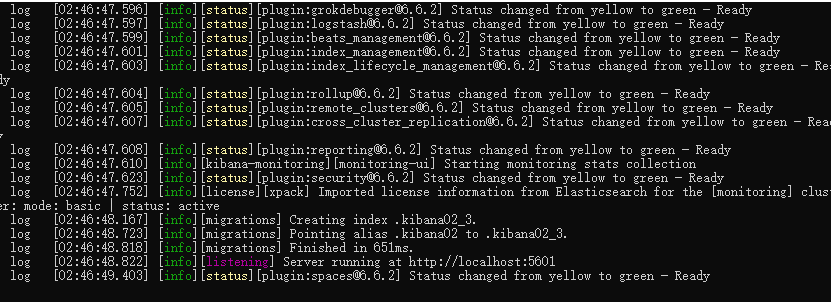 log [02:46:47.596] [info][status][plugin:grokdebugger@6.6.2] Status changed from yellow to green – Ready
log [02:46:47.597] [info][status][plugin:logstash@6.6.2] Status changed from yellow to green – Ready
log [02:46:47.599] [info][status][plugin:beats_management@6.6.2] Status changed from yellow to green – Ready
log [02:46:47.601] [info][status][plugin:index_management@6.6.2] Status changed from yellow to green – Ready
log [02:46:47.603] [info][status][plugin:index_lifecycle_management@6.6.2] Status changed from yellow to green – Rea
dy
log [02:46:47.604] [info][status][plugin:rollup@6.6.2] Status changed from yellow to green – Ready
log [02:46:47.605] [info][status][plugin:remote_clusters@6.6.2] Status changed from yellow to green – Ready
log [02:46:47.607] [info][status][plugin:cross_cluster_replication@6.6.2] Status changed from yellow to green – Read
y
log [02:46:47.608] [info][status][plugin:reporting@6.6.2] Status changed from yellow to green – Ready
log [02:46:47.610] [info][kibana-monitoring][monitoring-ui] Starting monitoring stats collection
log [02:46:47.623] [info][status][plugin:security@6.6.2] Status changed from yellow to green – Ready
log [02:46:47.752] [info][license][xpack] Imported license information from Elasticsearch for the [monitoring] clust
er: mode: basic | status: active
log [02:46:48.167] [info][migrations] Creating index .kibana02_3.
log [02:46:48.723] [info][migrations] Pointing alias .kibana02 to .kibana02_3.
log [02:46:48.818] [info][migrations] Finished in 651ms.
log [02:46:48.822] [info][listening] Server running at http://localhost:5601
log [02:46:49.403] [info][status][plugin:spaces@6.6.2] Status changed from yellow to green – Ready